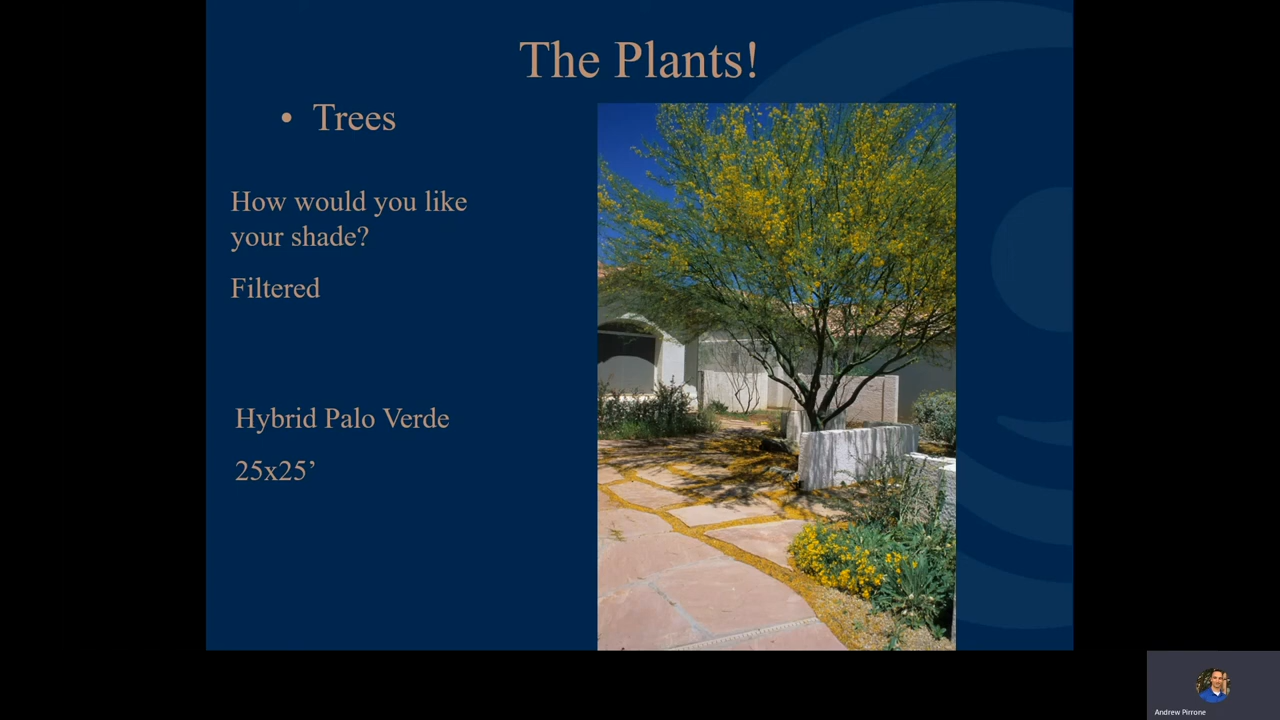 The Plants!
• Trees
How would you like
your shade?
Filtered
Hybrid Palo Verde
25x25’
Andrew Pirrone